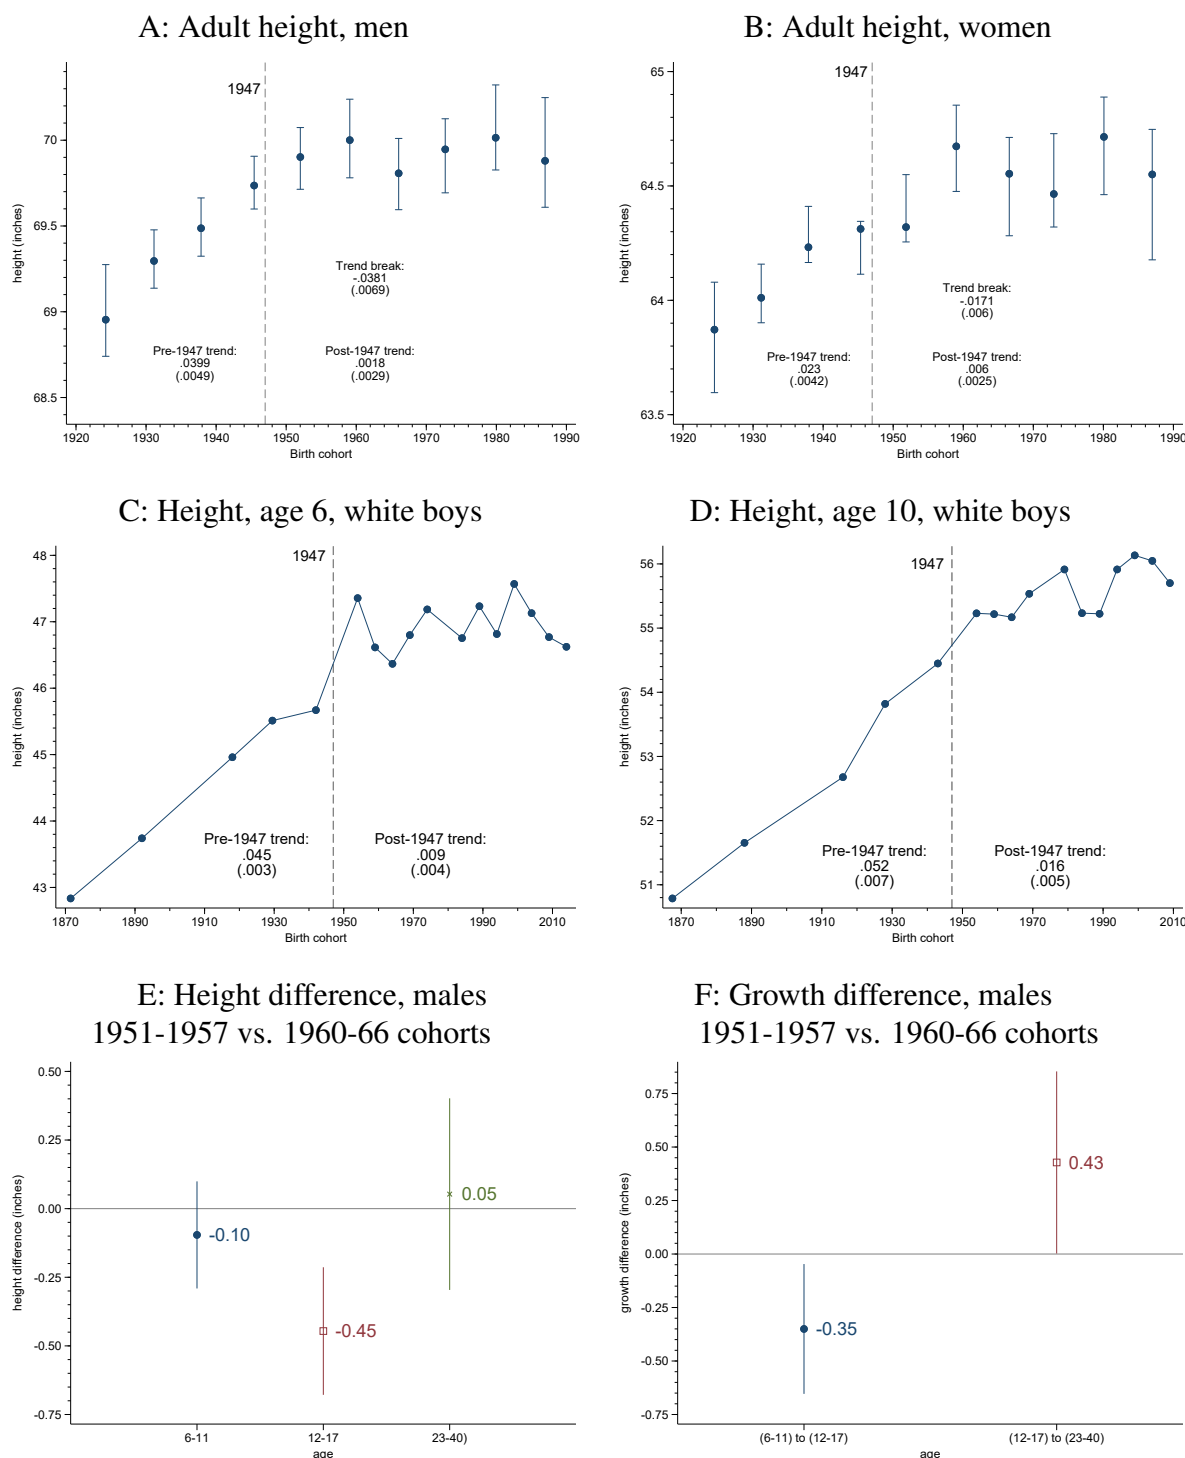 A: Adult height, men
1947
70
69.5
69
68.5
height (inches)
Trend break:
-.0381
(.0069)
Pre-1947 trend:
.0399
(.0049)
Post-1947 trend:
.0018
(.0029)
1920 1930 1940 1950 1960 1970 1980 1990
Birth cohort
B: Adult height, women
1947
65
64.5
64
63.5
height (inches)
Trend break:
-.0171
(.006)
Pre-1947 trend:
.023
(.0042)
Post-1947 trend:
.006
(.0025)
1920 1930 1940 1950 1960 1970 1980 1990
Birth cohort
C: Height, age 6, white boys
1947
48
47
46
45
44
43
height (inches)
Pre-1947 trend:
.045
(.003)
Post-1947 trend:
.009
(.004)
1870 1890 1910 1930 1950 1970 1990 2010
Birth cohort
D: Height, age 10, white boys
1947
56
55
54
53
52
51
height (inches)
Pre-1947 trend:
.052
(.007)
Post-1947 trend:
.016
(.005)
1870 1890 1910 1930 1950 1970 1990 2010
Birth cohort
E: Height difference, males
1951-1957 vs. 1960-66 cohorts
0.50
0.25
0.00
-0.25
-0.50
-0.75
height difference (inches)
-0.10
-0.45
0.05
6-11 12-17 23-40)
age
F: Growth difference, males
1951-1957 vs. 1960-66 cohorts
0.75
0.50
0.25
0.00
-0.25
-0.50
-0.75
growth difference (inches)
-0.35
0.43
(6-11) to (12-17) (12-17) to (23-40)
age